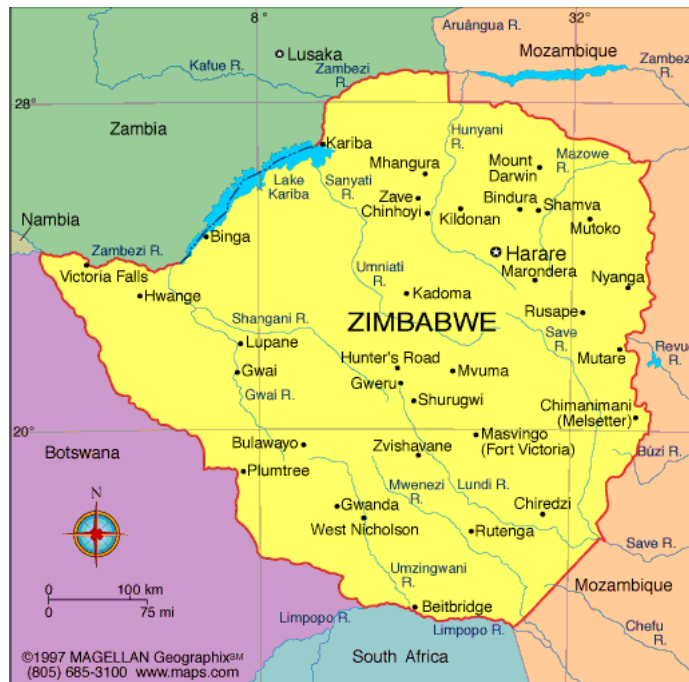 8°
32°
Aruângua R.
Mozambique
Lusaka
Kafue R.
Zambezi
R.
Zambez
R.
28°
Zambia
Hunyani
R.
Kariba
Mount
Darwin
Mazowe
R.
Mhangura
Lake
Kariba
Sanyati
R.
Zave
Chinhoyi
Kildonan
Bindura
Shamva
Mutoko
Nambia
Zambezi R.
Binga
Harare
Victoria Falls
Umniati
R.
Marondera
Nyanga
Hwange
Kadoma
Shangani R.
ZIMBABWE
Rusape
Save
R.
Lupane
Revue
R.
Hunter's Road
Mutare
Gwai
Gweru
Mvuma
Gwai R.
Shurugwi
Chimanimani
(Melsetter)
20°
Bulawayo
Zvishavane
Masvingo
(Fort Victoria)
Botswana
Búzi R.
Plumtree
Mwenezi
R.
Lundi R.
N
Gwanda
Chiredzi
West Nicholson
Rutenga
Save R.
0 100 km
0 75 mi
Umzingwani
R.
Mozambique
Beitbridge
Limpopo R.
Limpopo R.
Chefu
R.
©1997 MAGELLAN Geographix℠
(805) 685-3100 www.maps.com
South Africa